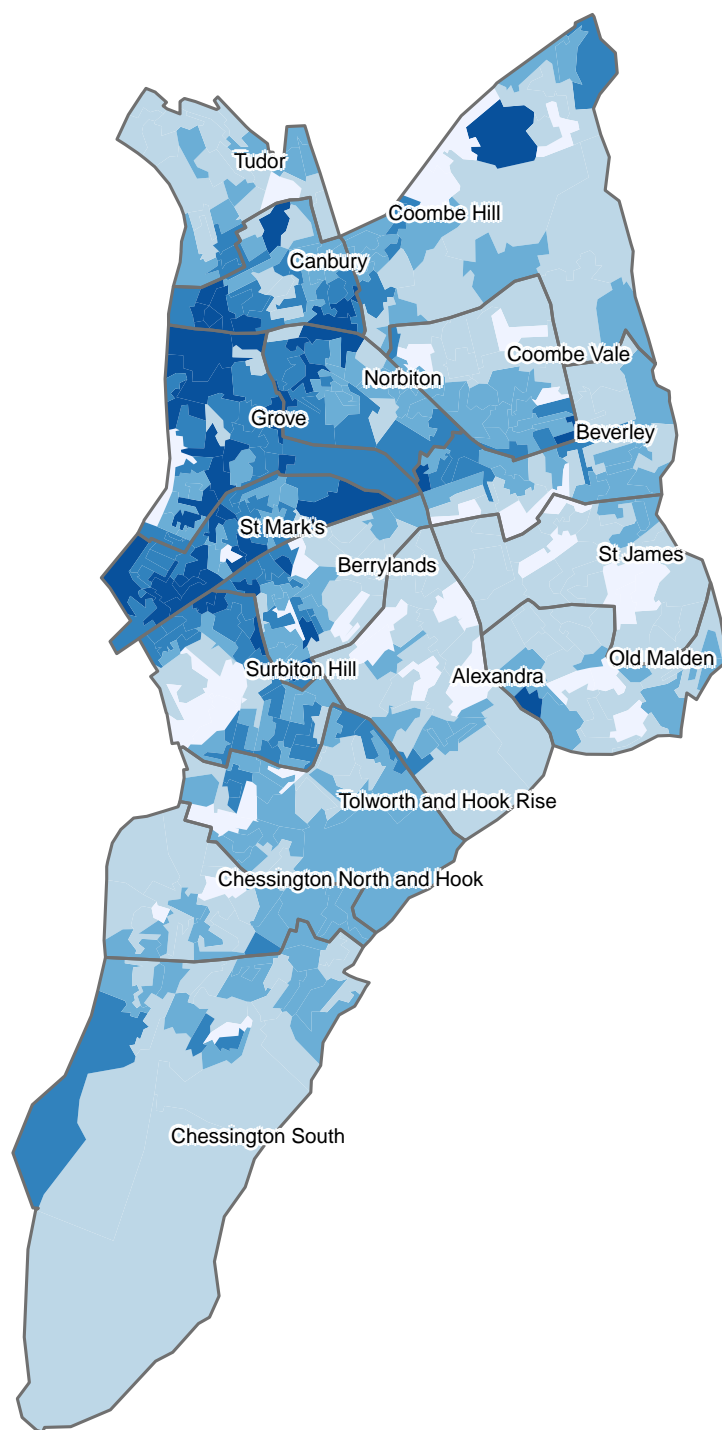 Tudor
Coombe Hill
Canbury
Coombe Vale
Norbiton
Grove
Beverley
St Mark's
St James
Berrylands
Old Malden
Surbiton Hill
Alexandra
Tolworth and Hook Rise
Chessington North and Hook
Chessington South